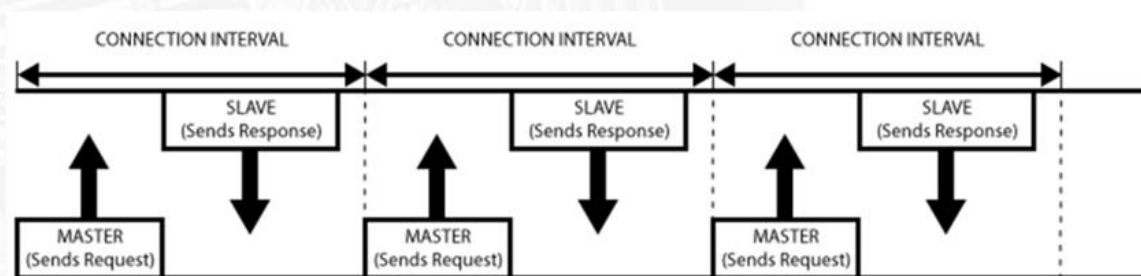 CONNECTION INTERVAL
CONNECTION INTERVAL
CONNECTION INTERVAL
SLAVE
(Sends Response)
SLAVE
(Sends Response)
SLAVE
(Sends Response)
MASTER
(Sends Request)
MASTER
(Sends Request)
MASTER
(Sends Request)